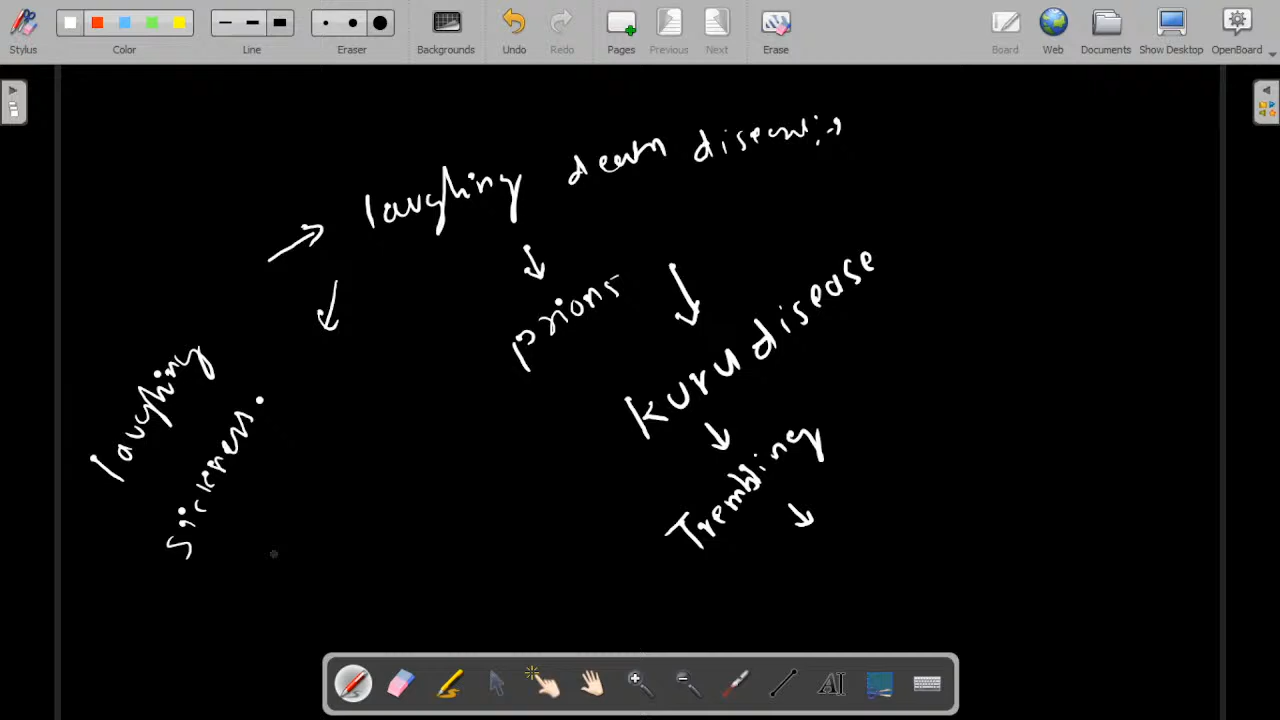 Stylus
Color
Line
Eraser
Backgrounds
Undo
Redo
Pages
Previous
Next
Erase
Board
Web
Documents
Show Desktop
OpenBoard
→ laughing death disease:→
↓
prions
↓
kuru disease
↓
Trembling
↓
↓
laughing
sickness.
AI